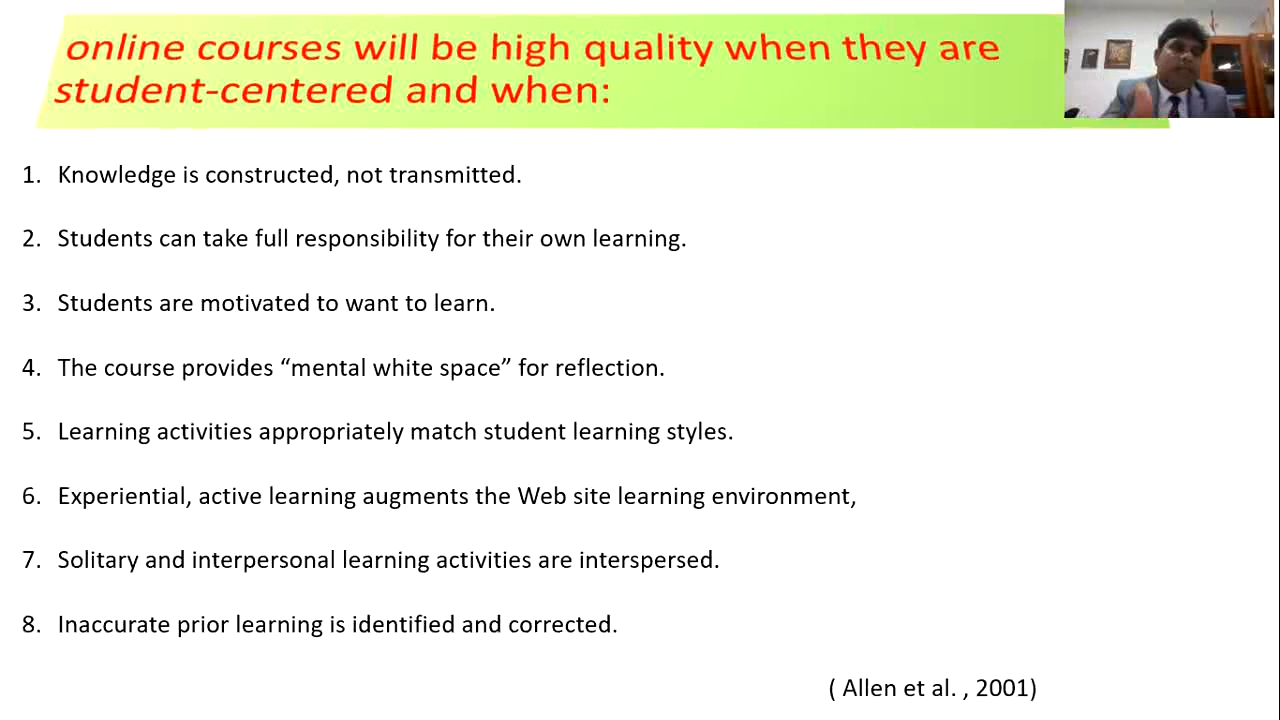 online courses will be high quality when they are
student-centered and when:
1. Knowledge is constructed, not transmitted.
2. Students can take full responsibility for their own learning.
3. Students are motivated to want to learn.
4. The course provides “mental white space” for reflection.
5. Learning activities appropriately match student learning styles.
6. Experiential, active learning augments the Web site learning environment,
7. Solitary and interpersonal learning activities are interspersed.
8. Inaccurate prior learning is identified and corrected.
( Allen et al. , 2001)